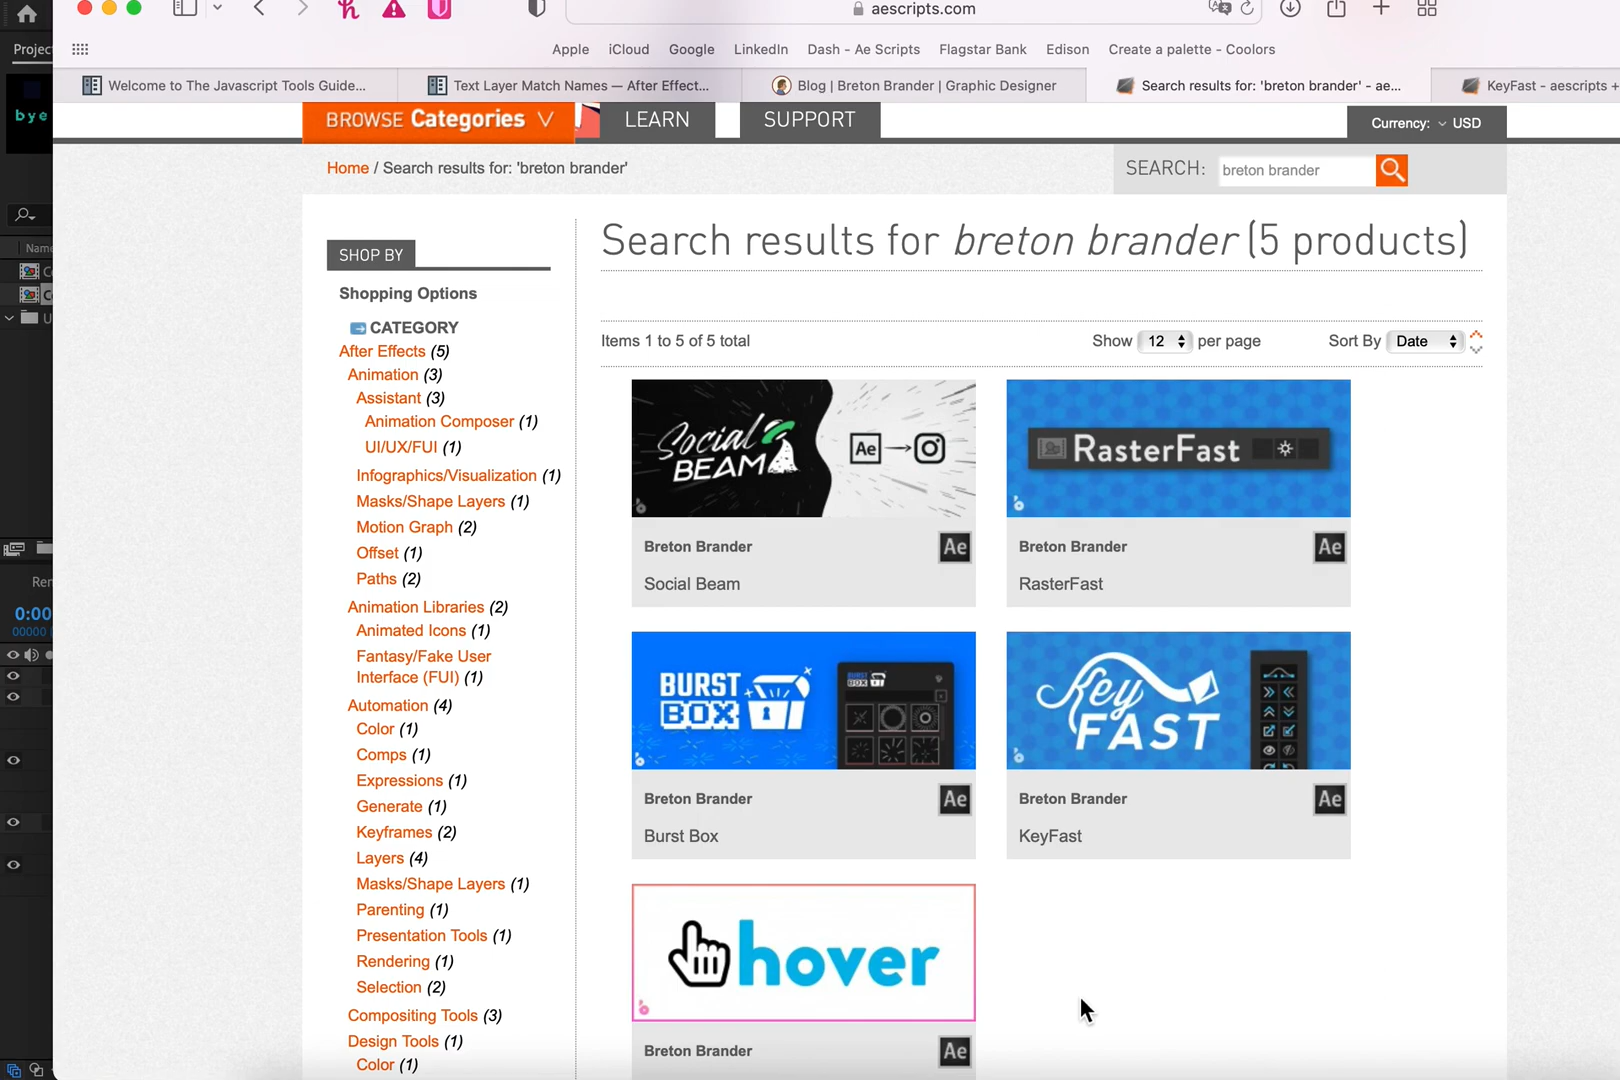 aescripts.com
Project
Apple iCloud Google LinkedIn Dash - Ae Scripts Flagstar Bank Edison Create a palette - Coolors
Welcome to The Javascript Tools Guide...
Text Layer Match Names — After Effect...
Blog | Breton Brander | Graphic Designer
Search results for: 'breton brander' - ae...
KeyFast - aescripts +
bye
BROWSE Categories V
LEARN
SUPPORT
Currency: USD
Home / Search results for: 'breton brander'
SEARCH: breton brander
Search results for breton brander (5 products)
SHOP BY
Shopping Options
CATEGORY
After Effects (5)
Animation (3)
Assistant (3)
Animation Composer (1)
UI/UX/FUI (1)
Infographics/Visualization (1)
Masks/Shape Layers (1)
Motion Graph (2)
Offset (1)
Paths (2)
Animation Libraries (2)
Animated Icons (1)
Fantasy/Fake User
Interface (FUI) (1)
Automation (4)
Color (1)
Comps (1)
Expressions (1)
Generate (1)
Keyframes (2)
Layers (4)
Masks/Shape Layers (1)
Parenting (1)
Presentation Tools (1)
Rendering (1)
Selection (2)
Compositing Tools (3)
Design Tools (1)
Color (1)
Items 1 to 5 of 5 total
Show 12 per page
Sort By Date
Social
BEAM
Ae
Breton Brander
Ae
Social Beam
RasterFast
Breton Brander
Ae
RasterFast
BURST
BOX
BURST
BOX
Breton Brander
Ae
Burst Box
Key
FAST
Breton Brander
Ae
KeyFast
hover
Breton Brander
Ae
Name
Ren
0:00
00000